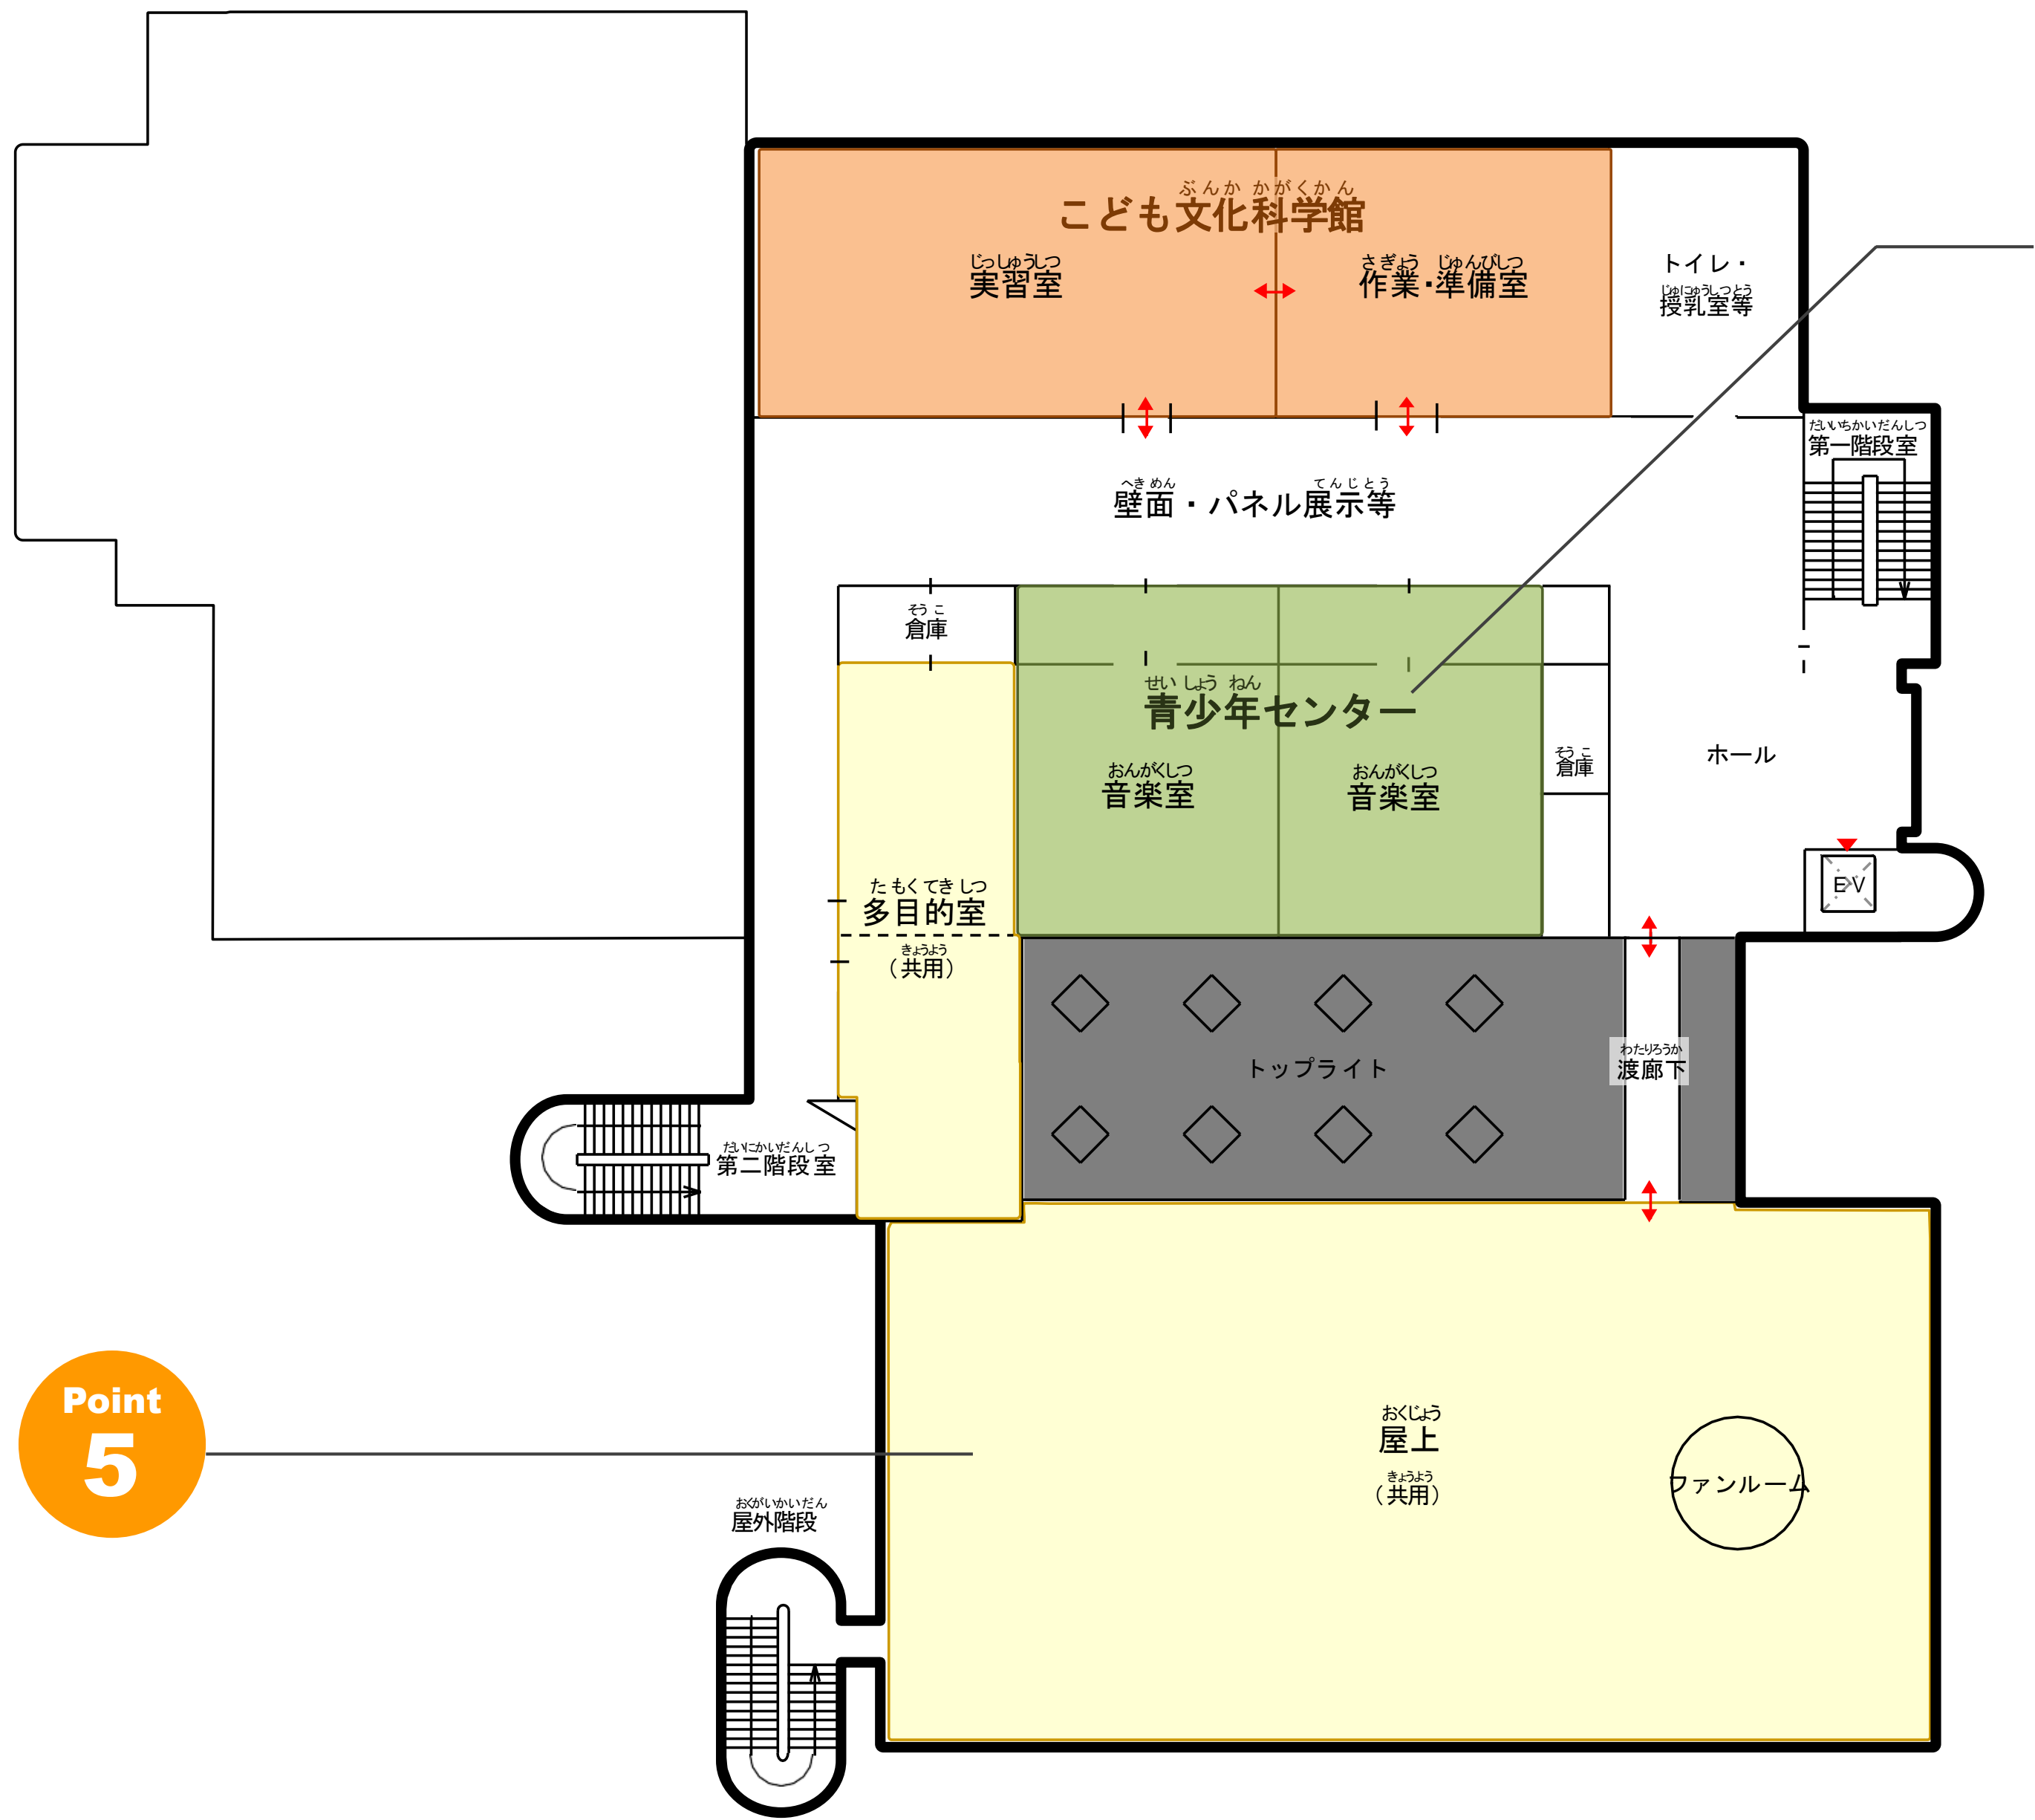 ぶんか かがくかん
こども文化科学館
じっしゅうしつ
実習室
さぎょう じゅんびしつ
作業・準備室
トイレ・
じゅにゅうしつとう
授乳室等
だいいちかいだんしつ
第一階段室
へきめん てんじとう
壁面・パネル展示等
そうこ
倉庫
せいしょうねん
青少年センター
おんがくしつ
音楽室
おんがくしつ
音楽室
そうこ
倉庫
ホール
EV
たもくてきしつ
多目的室
きょうよう
（共用）
トップライト
わたりろうか
渡廊下
だいにかいだんしつ
第二階段室
Point
5
おくじょう
屋上
きょうよう
（共用）
ファンルーム
おくがいかいだん
屋外階段